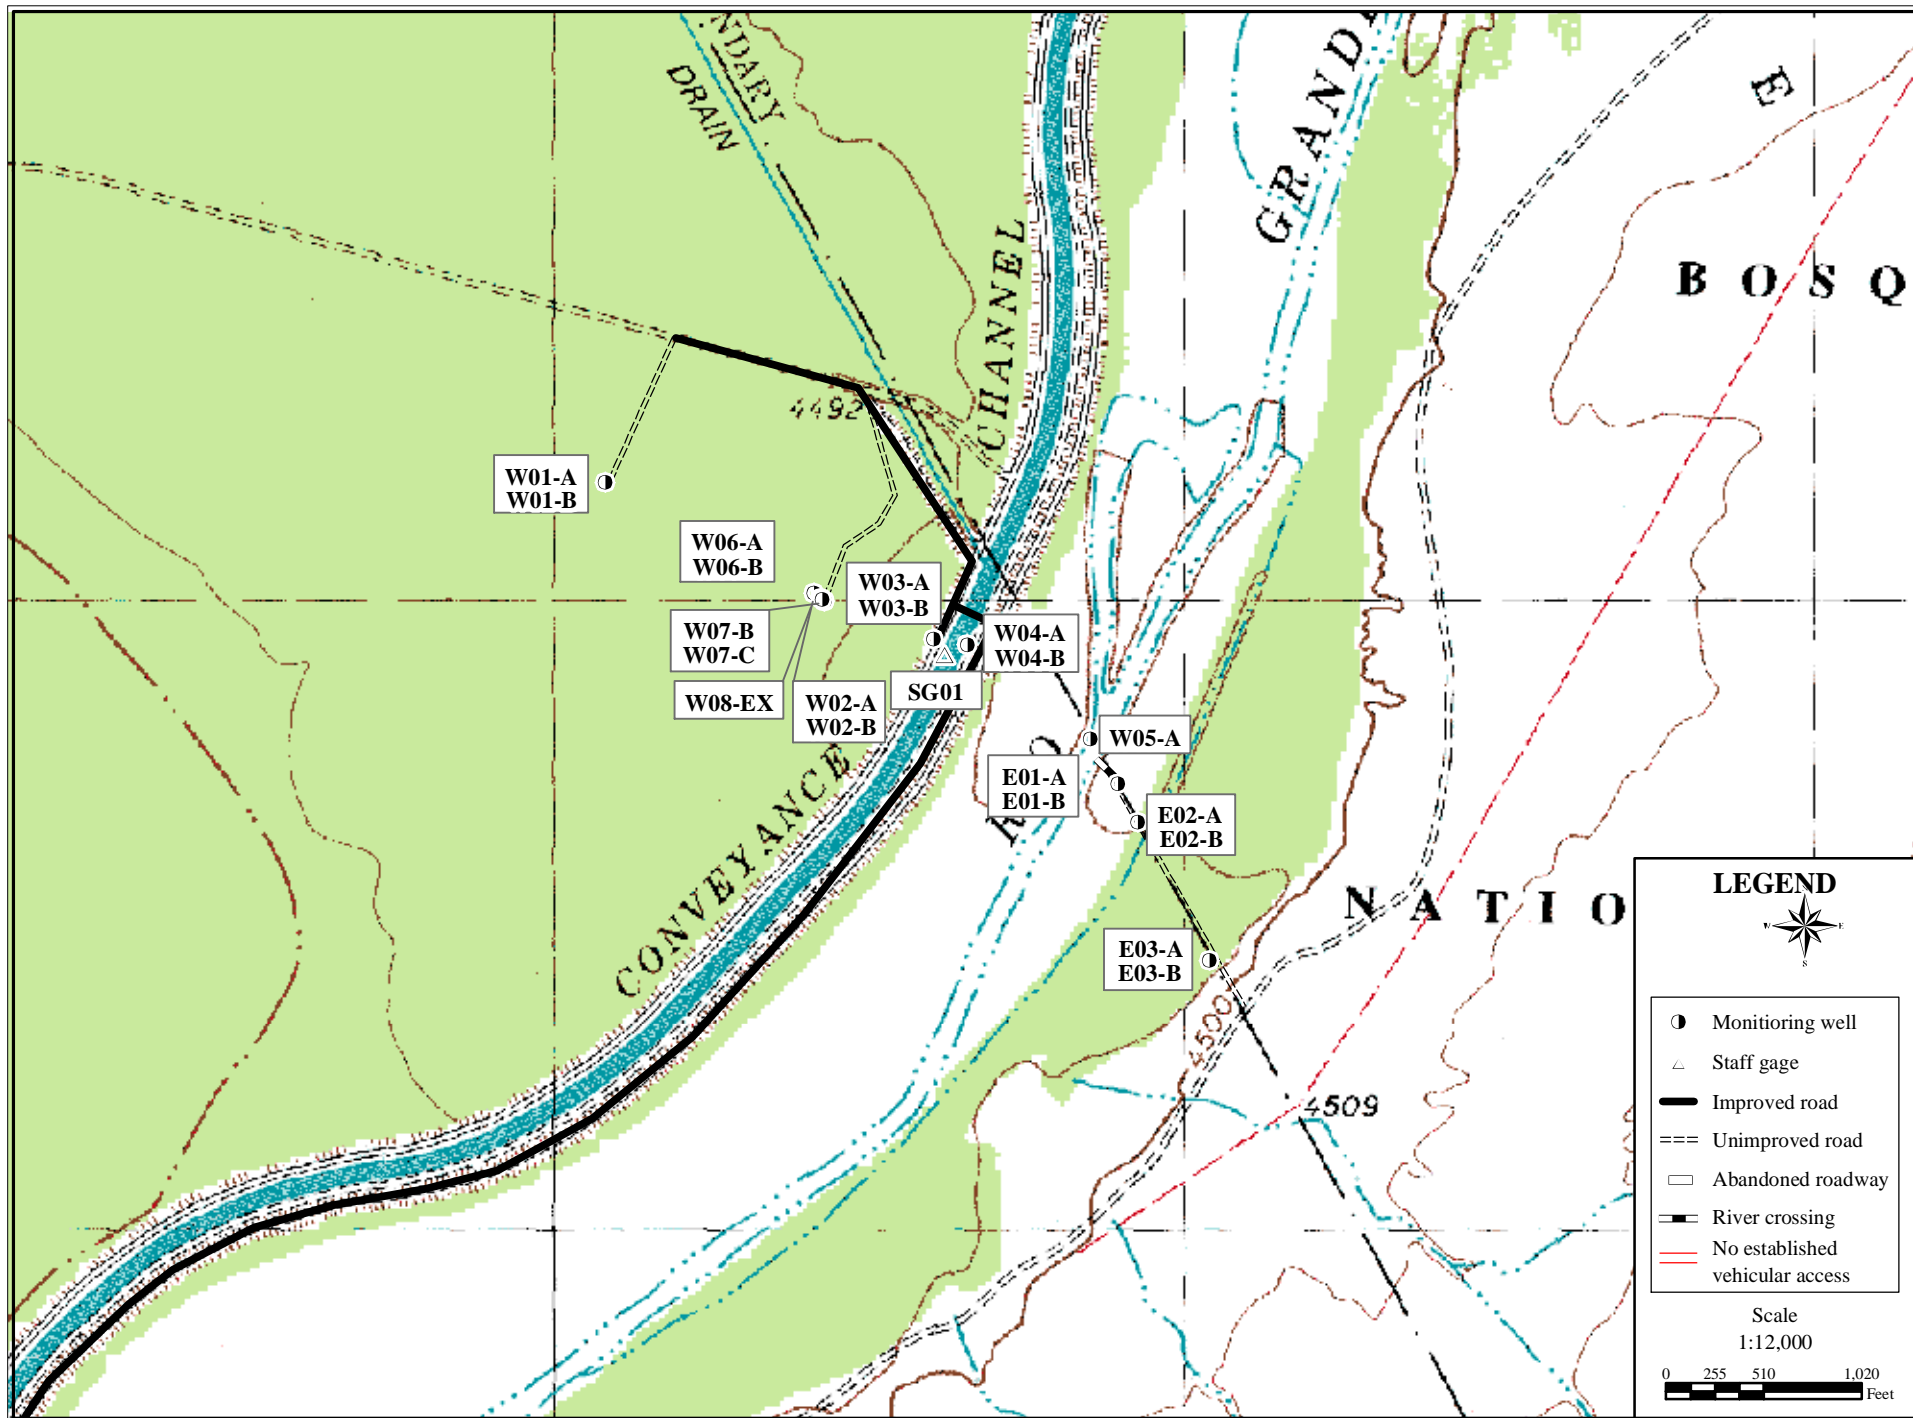 NDARY
DRAIN
GRAND
E
BOSQ
CHANNEL
4492
W01-A
W01-B
W06-A
W06-B
W03-A
W03-B
W07-B
W07-C
W04-A
W04-B
W08-EX
W02-A
W02-B
SG01
W05-A
RIO
E01-A
E01-B
E02-A
E02-B
CONVEYANCE
NATIO
E03-A
E03-B
4500
4509
LEGEND
N
W
E
S
Monitioring well
Staff gage
Improved road
Unimproved road
Abandoned roadway
River crossing
No established
vehicular access
Scale
1:12,000
0 255 510 1,020
Feet